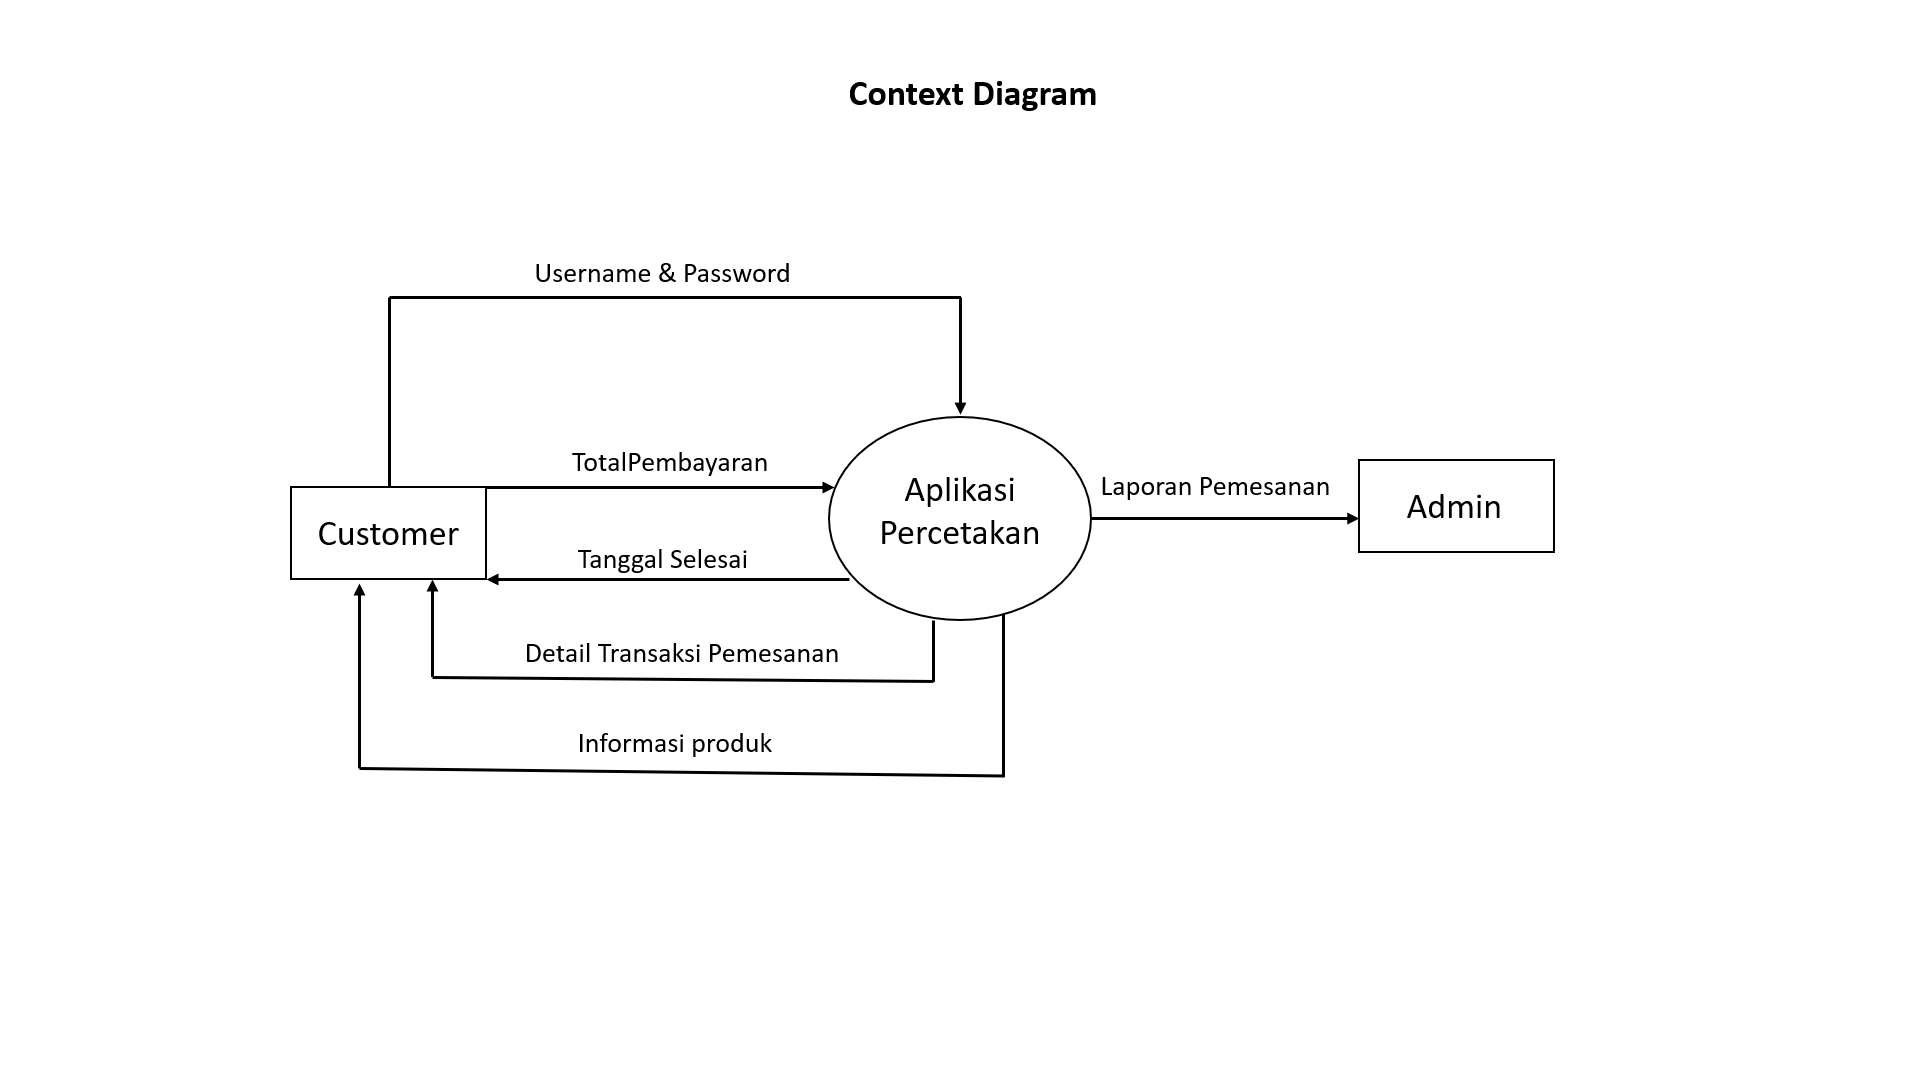 Context Diagram
Username & Password
TotalPembayaran
Customer
Tanggal Selesai
Detail Transaksi Pemesanan
Informasi produk
Aplikasi
Percetakan
Laporan Pemesanan
Admin